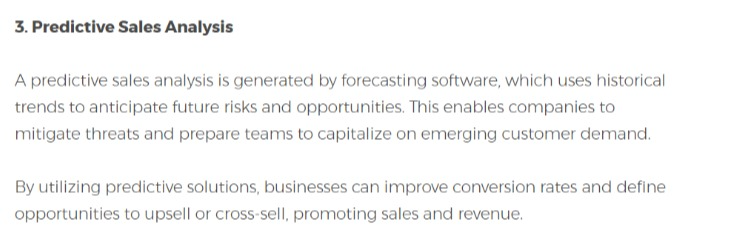 3. Predictive Sales Analysis
A predictive sales analysis is generated by forecasting software, which uses historical
trends to anticipate future risks and opportunities. This enables companies to
mitigate threats and prepare teams to capitalize on emerging customer demand.
By utilizing predictive solutions, businesses can improve conversion rates and define
opportunities to upsell or cross-sell, promoting sales and revenue.